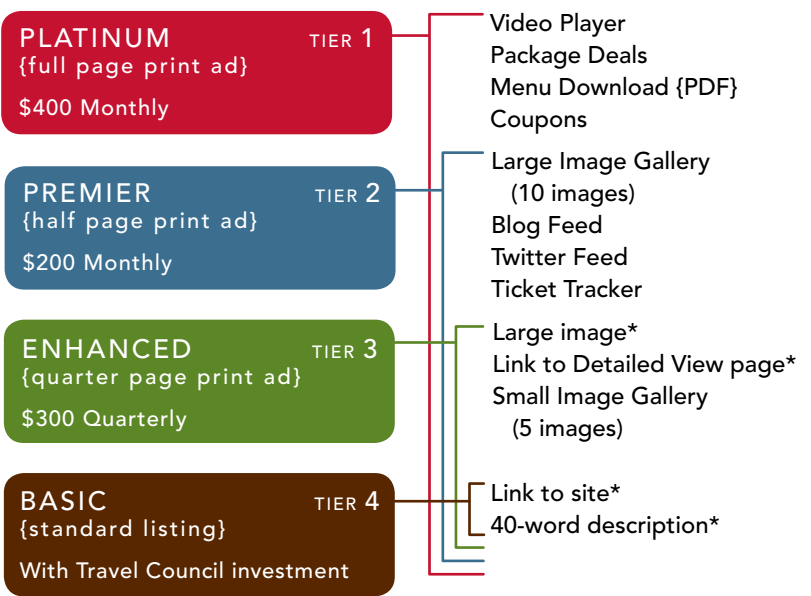 PLATINUM TIER 1
{full page print ad}
$400 Monthly
Video Player
Package Deals
Menu Download {PDF}
Coupons
PREMIER TIER 2
{half page print ad}
$200 Monthly
Large Image Gallery
(10 images)
Blog Feed
Twitter Feed
Ticket Tracker
ENHANCED TIER 3
{quarter page print ad}
$300 Quarterly
Large image*
Link to Detailed View page*
Small Image Gallery
(5 images)
BASIC TIER 4
{standard listing}
With Travel Council investment
Link to site*
40-word description*